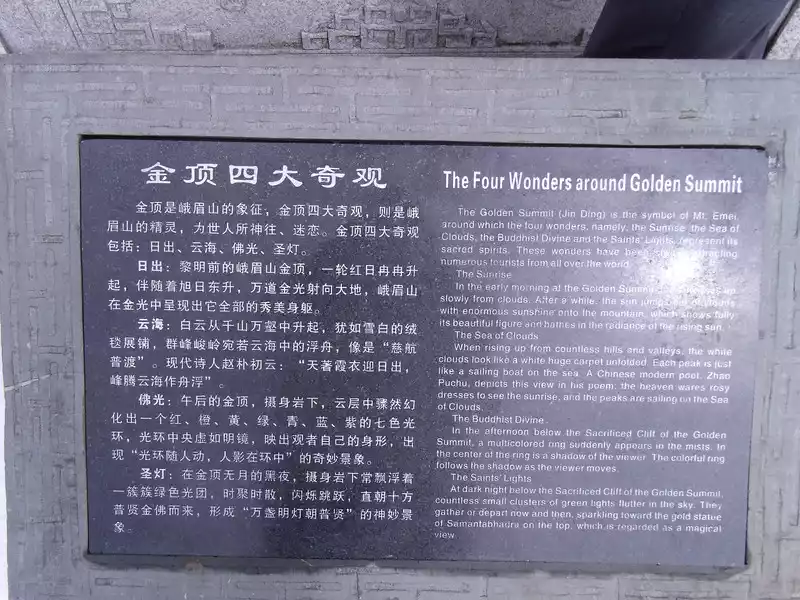 金顶四大奇观
金顶是峨眉山的象征，金顶四大奇观，则是峨
眉山的精灵，为世人所神往、迷恋。金顶四大奇观
包括：日出、云海、佛光、圣灯。
日出：黎明前的峨眉山金顶，一轮红日冉冉升
起，伴随着旭日东升，万道金光射向大地，峨眉山
在金光中呈现出它全部的秀美身躯。
云海：白云从千山万壑中升起，犹如雪白的绒
毯展铺，群峰峻岭宛若云海中的浮舟，像是“慈航
普渡”。现代诗人赵朴初云：“天著霞衣迎日出，
峰腾云海作舟浮”。
佛光：午后的金顶，摄身岩下，云层中骤然幻
化出一个红、橙、黄、绿、青、蓝、紫的七色光
环，光环中央虚如明镜，映出观者自己的身形，出
现“光环随人动，人影在环中”的奇妙景象。
圣灯：在金顶无月的黑夜，摄身岩下常飘浮着
一簇簇绿色光团，时聚时散，闪烁跳跃，直朝十方
普贤金佛而来，形成“万盏明灯朝普贤”的神妙景
象。
The Four Wonders around Golden Summit
The Golden Summit (Jin Ding) is the symbol of Mt. Emei,
around which the four wonders, namely, the Sunrise, the Sea of
Clouds, the Buddhist Divine and the Saints' Lights, represent its
sacred spirits. These wonders have been attracting
numerous tourists from all over the world.
The Sunrise
In the early morning at the Golden Summit,
slowly from clouds. After a while, the sun jumps out of clouds
with enormous sunshine onto the mountain, which shows fully
its beautiful figure and bathes in the radiance of the rising sun.
The Sea of Clouds
When rising up from countless hills and valleys, the white
clouds look like a white huge carpet unfolded. Each peak is just
like a sailing boat on the sea. A Chinese modern poet, Zhao
Puchu, depicts this view in his poem: the heaven wares rosy
dresses to see the sunrise, and the peaks are sailing on the Sea
of Clouds.
The Buddhist Divine
In the afternoon below the Sacrificed Cliff of the Golden
Summit, a multicolored ring suddenly appears in the mists. In
the center of the ring is a shadow of the viewer. The colorful ring
follows the shadow as the viewer moves.
The Saints' Lights
At dark night below the Sacrificed Cliff of the Golden Summit,
countless small clusters of green lights flutter in the sky. They
gather or depart now and then, sparkling toward the gold statue
of Samantabhadra on the top, which is regarded as a magical
view.